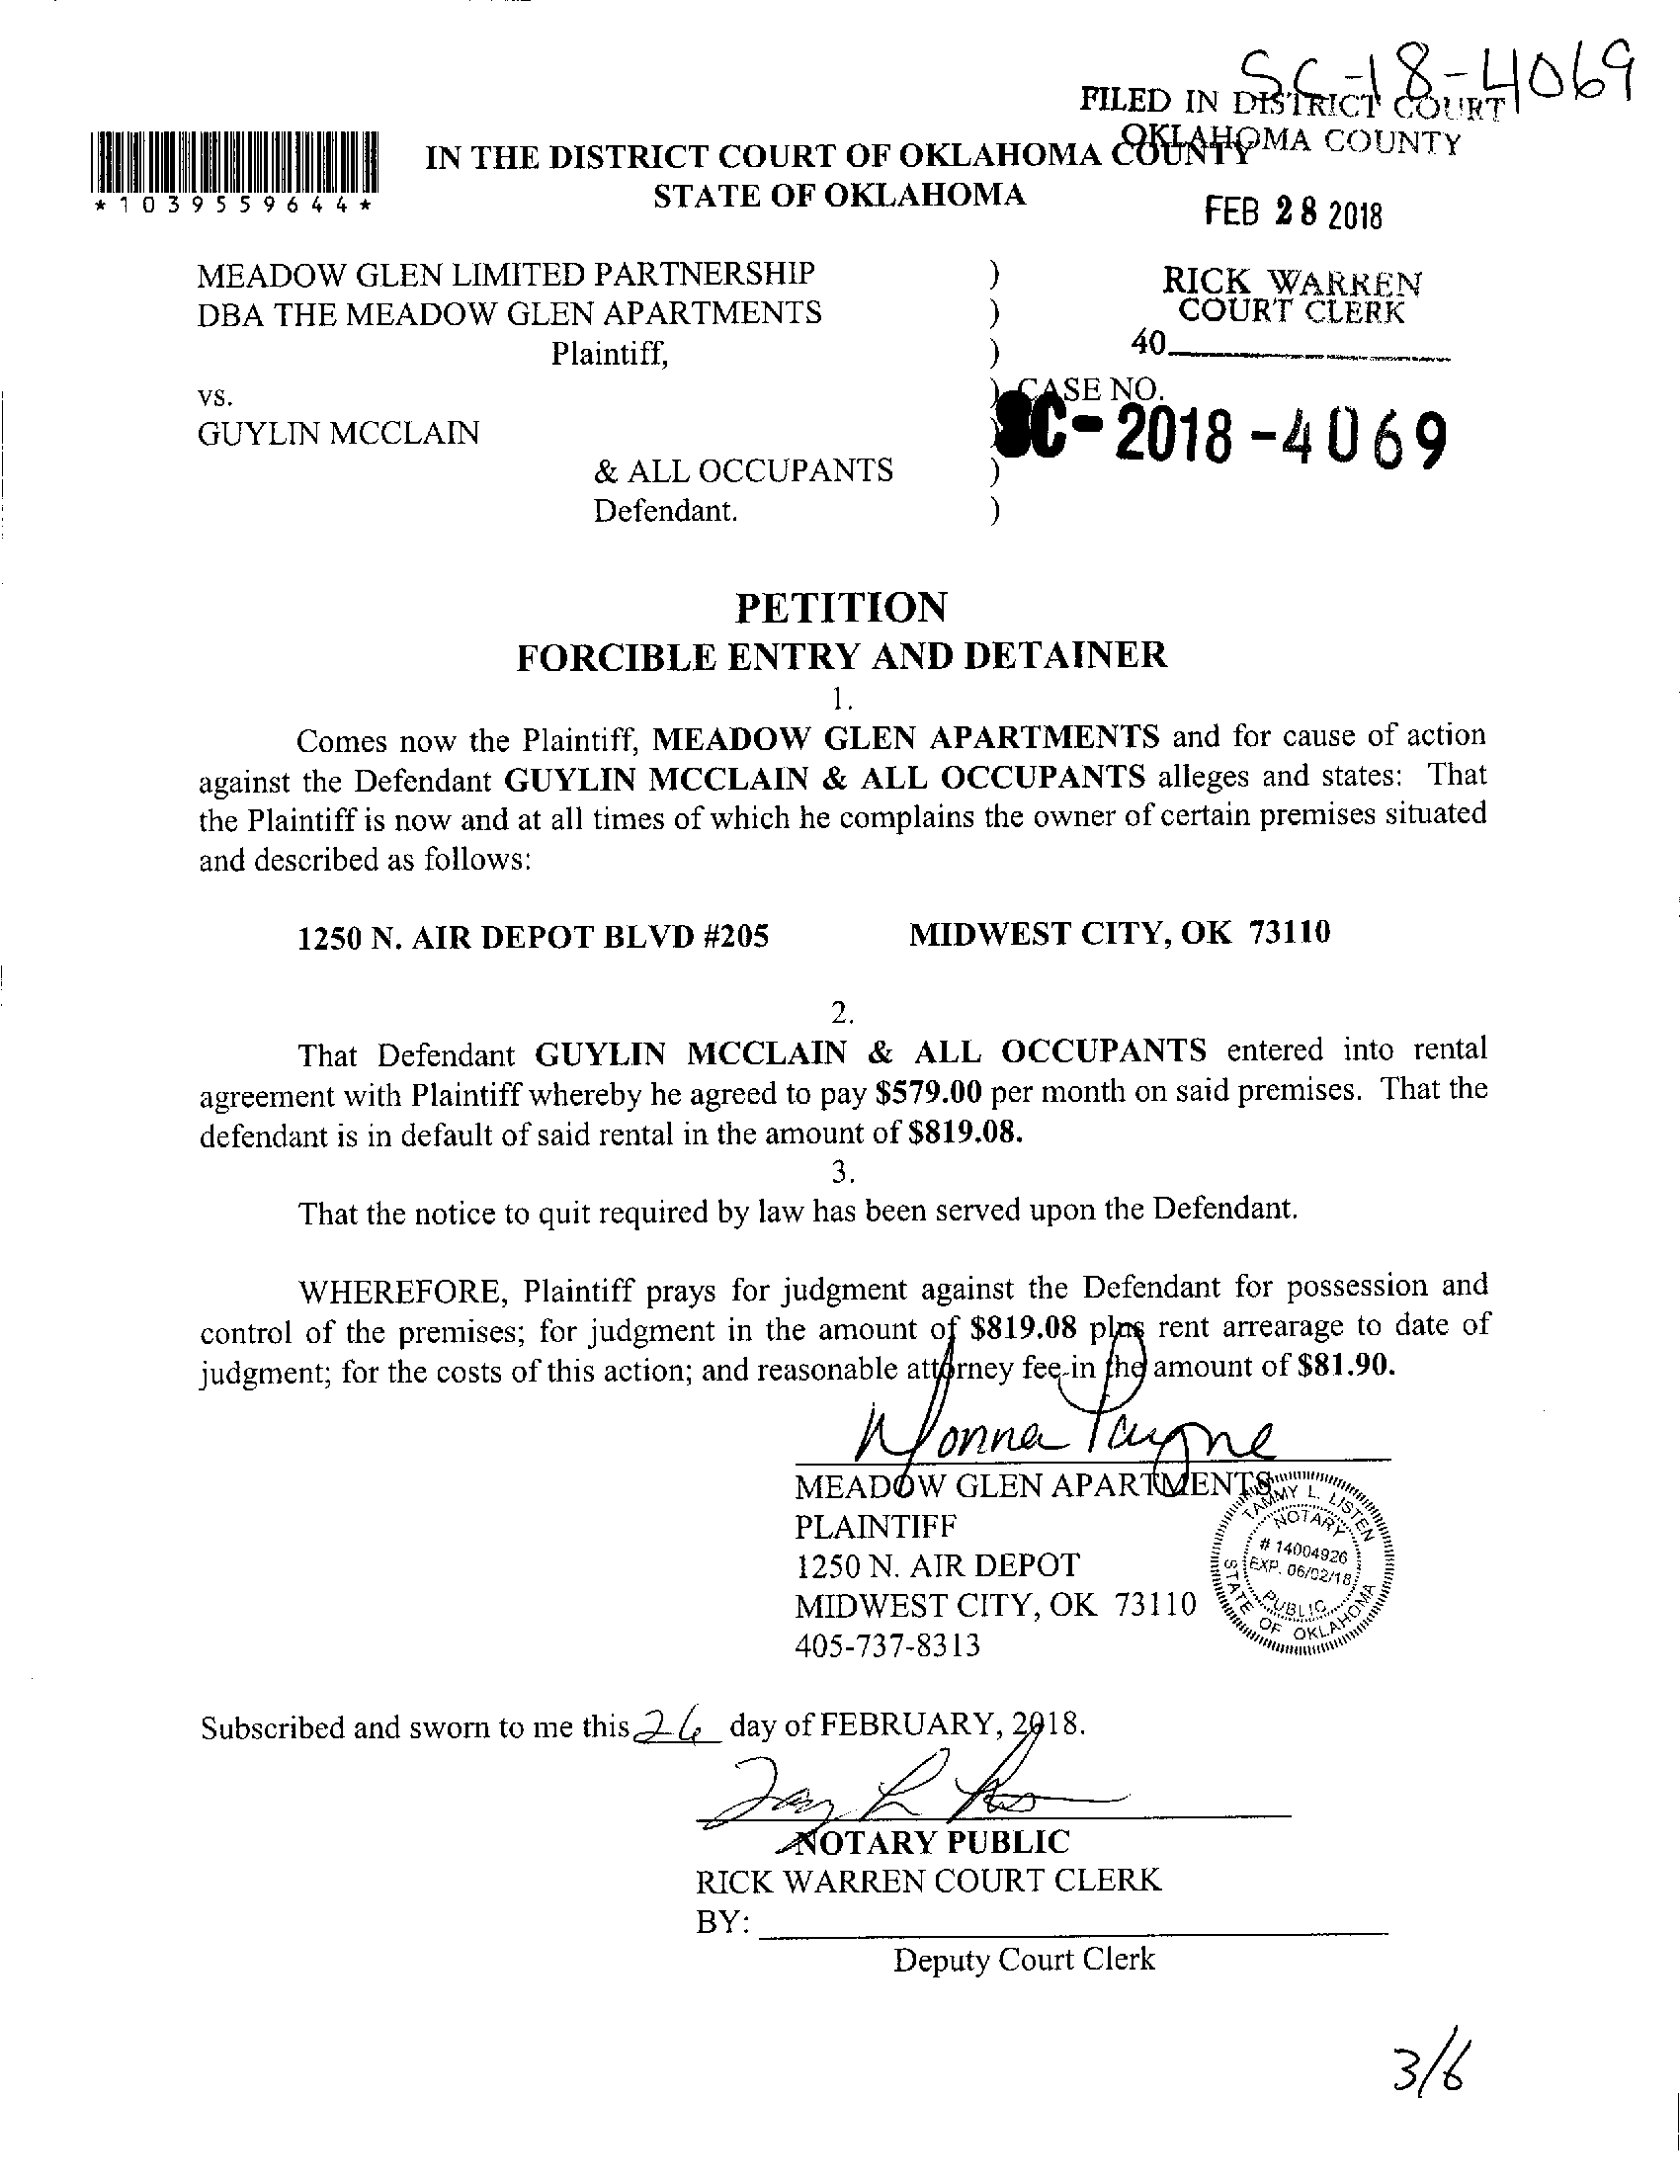 SC-18-4069
FILED IN DISTRICT COURT
OKLAHOMA COUNTY
IN THE DISTRICT COURT OF OKLAHOMA COUNTY
STATE OF OKLAHOMA
*1039559644*
FEB 28 2018
MEADOW GLEN LIMITED PARTNERSHIP )
DBA THE MEADOW GLEN APARTMENTS )
Plaintiff, )
RICK WARREN
COURT CLERK
40
vs. ) CASE NO.
GUYLIN MCCLAIN
SC-2018-4069
& ALL OCCUPANTS )
Defendant. )
PETITION
FORCIBLE ENTRY AND DETAINER
1.
Comes now the Plaintiff, MEADOW GLEN APARTMENTS and for cause of action
against the Defendant GUYLIN MCCLAIN & ALL OCCUPANTS alleges and states: That
the Plaintiff is now and at all times of which he complains the owner of certain premises situated
and described as follows:
1250 N. AIR DEPOT BLVD #205 MIDWEST CITY, OK 73110
2.
That Defendant GUYLIN MCCLAIN & ALL OCCUPANTS entered into rental
agreement with Plaintiff whereby he agreed to pay $579.00 per month on said premises. That the
defendant is in default of said rental in the amount of $819.08.
3.
That the notice to quit required by law has been served upon the Defendant.
WHEREFORE, Plaintiff prays for judgment against the Defendant for possession and
control of the premises; for judgment in the amount of $819.08 plus rent arrearage to date of
judgment; for the costs of this action; and reasonable attorney fee in the amount of $81.90.
Payne
MEADOW GLEN APARTMENTS
PLAINTIFF
1250 N. AIR DEPOT
MIDWEST CITY, OK 73110
405-737-8313
TAMMY L. LISTEN
NOTARY
# 14004926
EXP. 06/02/18
PUBLIC
STATE OF OKLAHOMA
Subscribed and sworn to me this 26 day of FEBRUARY, 2018.
NOTARY PUBLIC
RICK WARREN COURT CLERK
BY:
Deputy Court Clerk
3/6